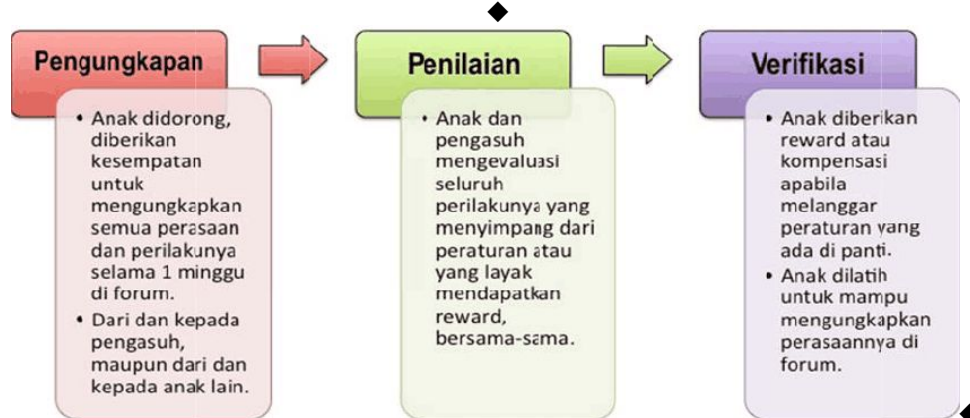 Pengungkapan
• Anak didorong,
diberikan
kesempatan
untuk
mengungkapkan
semua perasaan
dan perilakunya
selama 1 minggu
di forum.
• Dari dan kepada
pengasuh,
maupun dari dan
kepada anak lain.
Penilaian
• Anak dan
pengasuh
mengevaluasi
seluruh
perilakunya yang
menyimpang dari
peraturan atau
yang layak
mendapatkan
reward,
bersama-sama.
Verifikasi
• Anak diberikan
reward atau
kompensasi
apabila
melanggar
peraturan yang
ada di panti.
• Anak dilatih
untuk mampu
mengungkapkan
perasaannya di
forum.